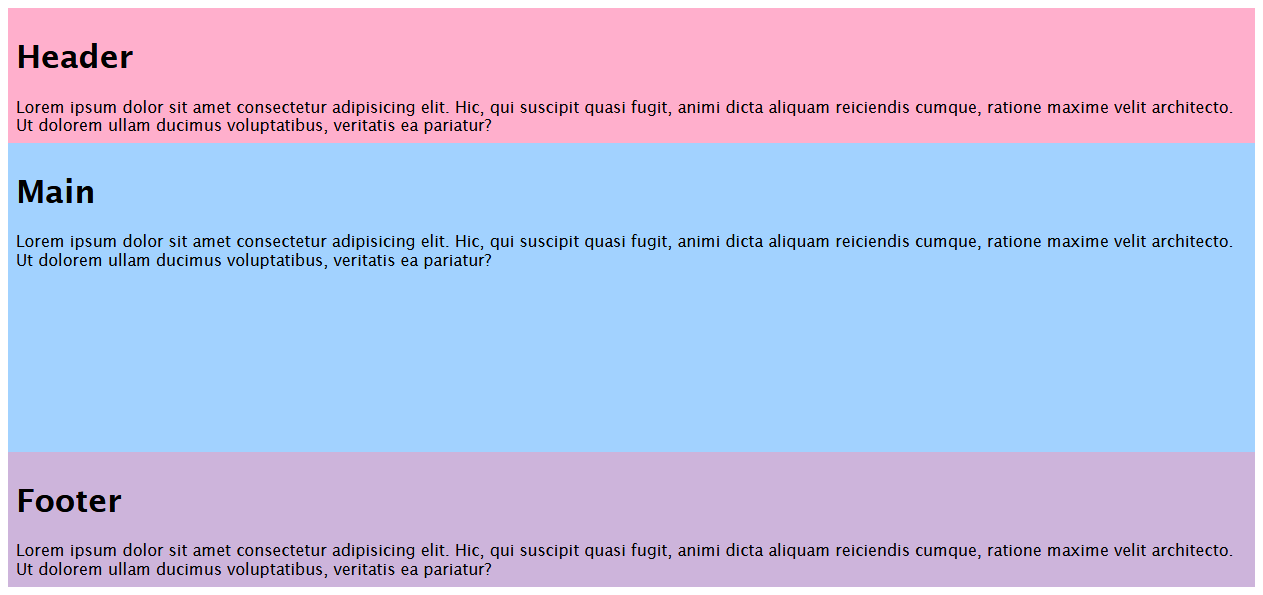 Header
Lorem ipsum dolor sit amet consectetur adipisicing elit. Hic, qui suscipit quasi fugit, animi dicta aliquam reiciendis cumque, ratione maxime velit architecto.
Ut dolorem ullam ducimus voluptatibus, veritatis ea pariatur?
Main
Lorem ipsum dolor sit amet consectetur adipisicing elit. Hic, qui suscipit quasi fugit, animi dicta aliquam reiciendis cumque, ratione maxime velit architecto.
Ut dolorem ullam ducimus voluptatibus, veritatis ea pariatur?
Footer
Lorem ipsum dolor sit amet consectetur adipisicing elit. Hic, qui suscipit quasi fugit, animi dicta aliquam reiciendis cumque, ratione maxime velit architecto.
Ut dolorem ullam ducimus voluptatibus, veritatis ea pariatur?